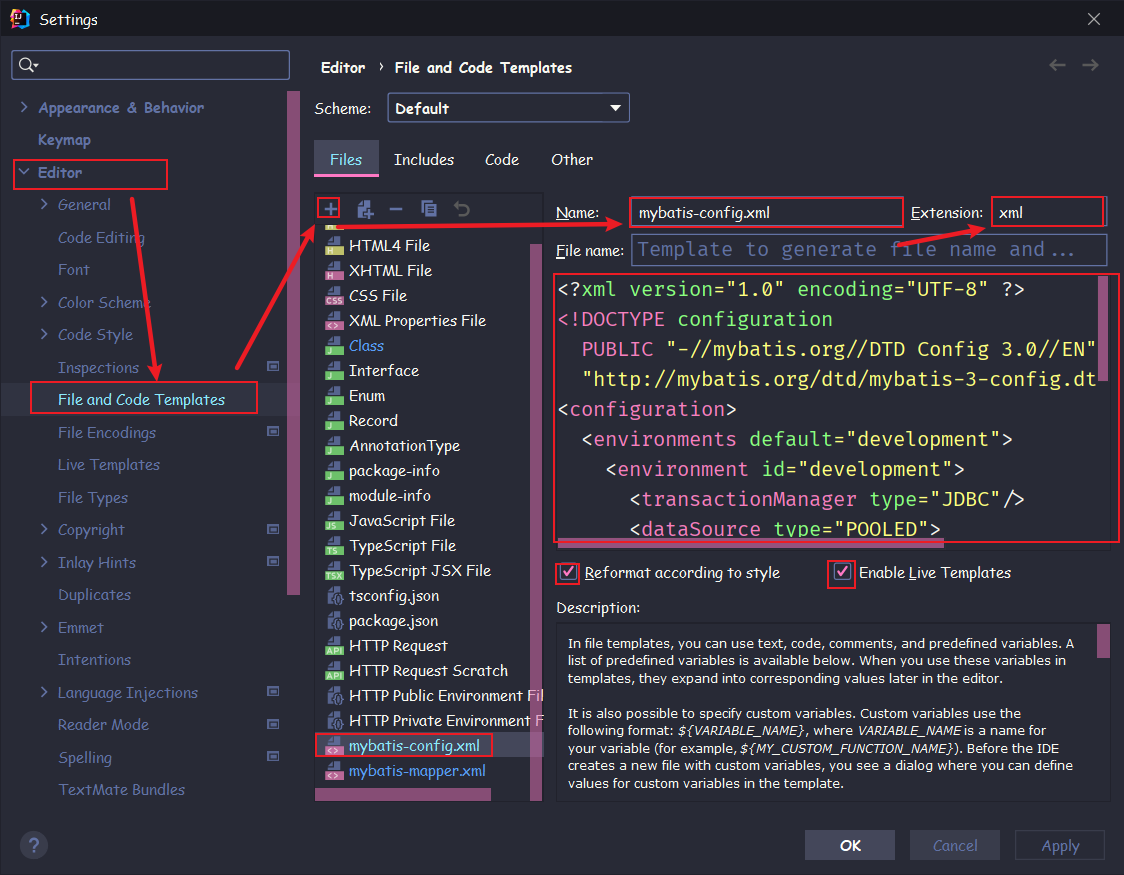 Settings
Editor › File and Code Templates
Appearance & Behavior
Keymap
Editor
General
Code Editing
Font
Color Scheme
Code Style
Inspections
File and Code Templates
File Encodings
Live Templates
File Types
Copyright
Inlay Hints
Duplicates
Emmet
Intentions
Language Injections
Reader Mode
Spelling
TextMate Bundles
Scheme: Default
Files Includes Code Other
HTML4 File
XHTML File
CSS File
XML Properties File
Class
Interface
Enum
Record
AnnotationType
package-info
module-info
JavaScript File
TypeScript File
TypeScript JSX File
tsconfig.json
package.json
HTTP Request
HTTP Request Scratch
HTTP Public Environment Fil
HTTP Private Environment F
mybatis-config.xml
mybatis-mapper.xml
Name: mybatis-config.xml Extension: xml
File name: Template to generate file name and...
<?xml version="1.0" encoding="UTF-8" ?>
<!DOCTYPE configuration
PUBLIC "-//mybatis.org//DTD Config 3.0//EN"
"http://mybatis.org/dtd/mybatis-3-config.dt
<configuration>
<environments default="development">
<environment id="development">
<transactionManager type="JDBC"/>
<dataSource type="POOLED">
Reformat according to style Enable Live Templates
Description:
In file templates, you can use text, code, comments, and predefined variables. A
list of predefined variables is available below. When you use these variables in
templates, they expand into corresponding values later in the editor.
It is also possible to specify custom variables. Custom variables use the
following format: ${VARIABLE_NAME}, where VARIABLE_NAME is a name for
your variable (for example, ${MY_CUSTOM_FUNCTION_NAME}). Before the IDE
creates a new file with custom variables, you see a dialog where you can define
values for custom variables in the template.
? OK Cancel Apply